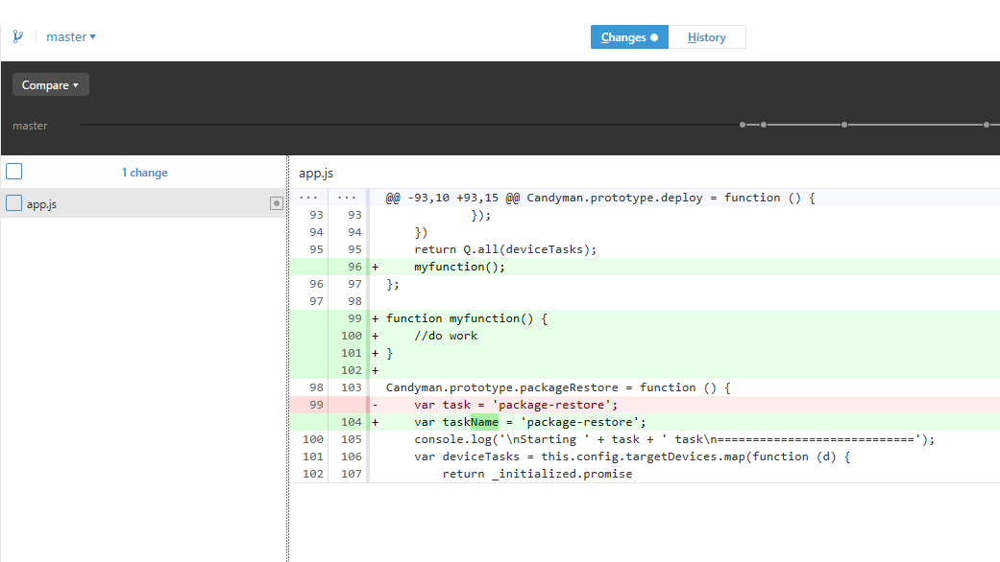 master
Changes History
Compare
master
1 change
app.js
app.js
... ... @@ -93,10 +93,15 @@ Candyman.prototype.deploy = function () {
93 93 });
94 94 })
95 95 return Q.all(deviceTasks);
96 + myfunction();
96 97 };
97 98
99 + function myfunction() {
100 + //do work
101 + }
102 +
98 103 Candyman.prototype.packageRestore = function () {
99 - var task = 'package-restore';
104 + var taskName = 'package-restore';
100 105 console.log('\nStarting ' + task + ' task\n============================');
101 106 var deviceTasks = this.config.targetDevices.map(function (d) {
102 107 return _initialized.promise